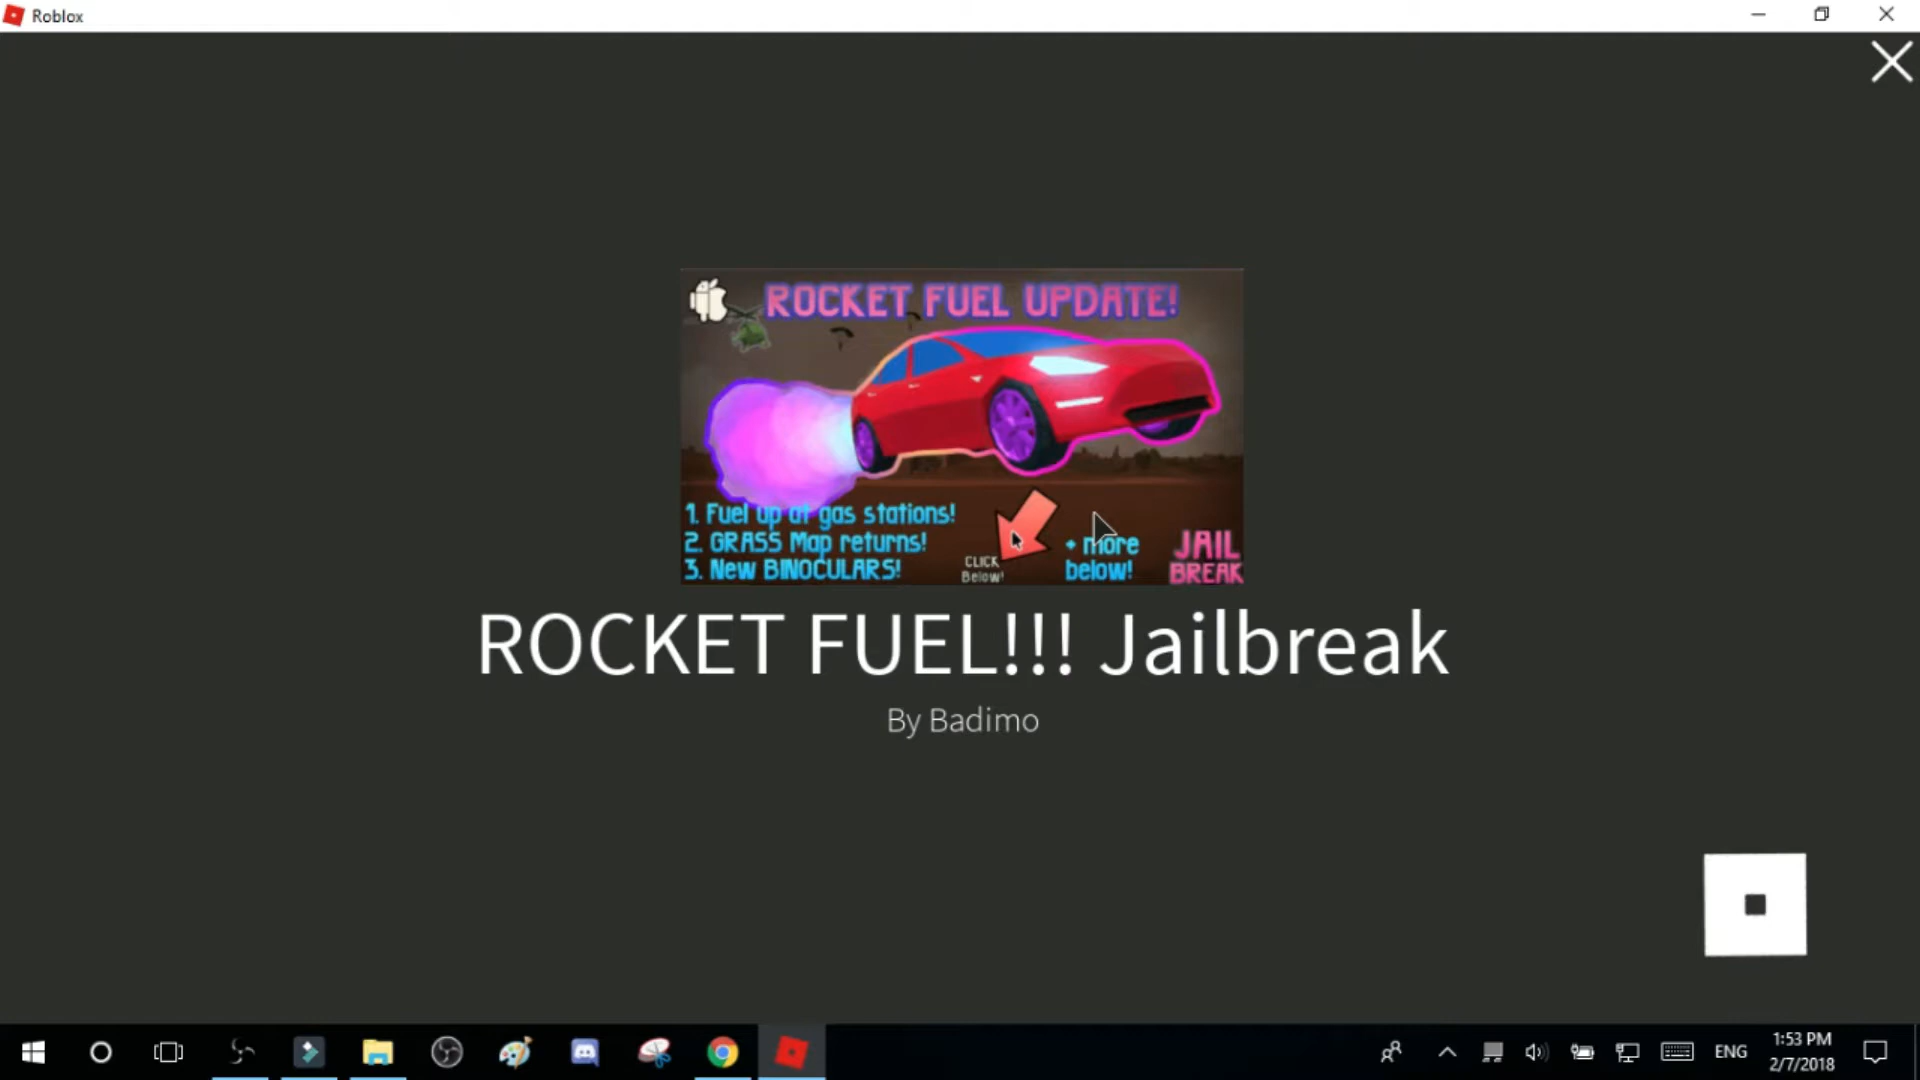 Roblox
ROCKET FUEL UPDATE!
1. Fuel up at gas stations!
2. GRASS Map returns!
3. New BINOCULARS!
CLICK
Below!
+ more
below!
JAIL
BREAK
ROCKET FUEL!!! Jailbreak
By Badimo
ENG
1:53 PM
2/7/2018